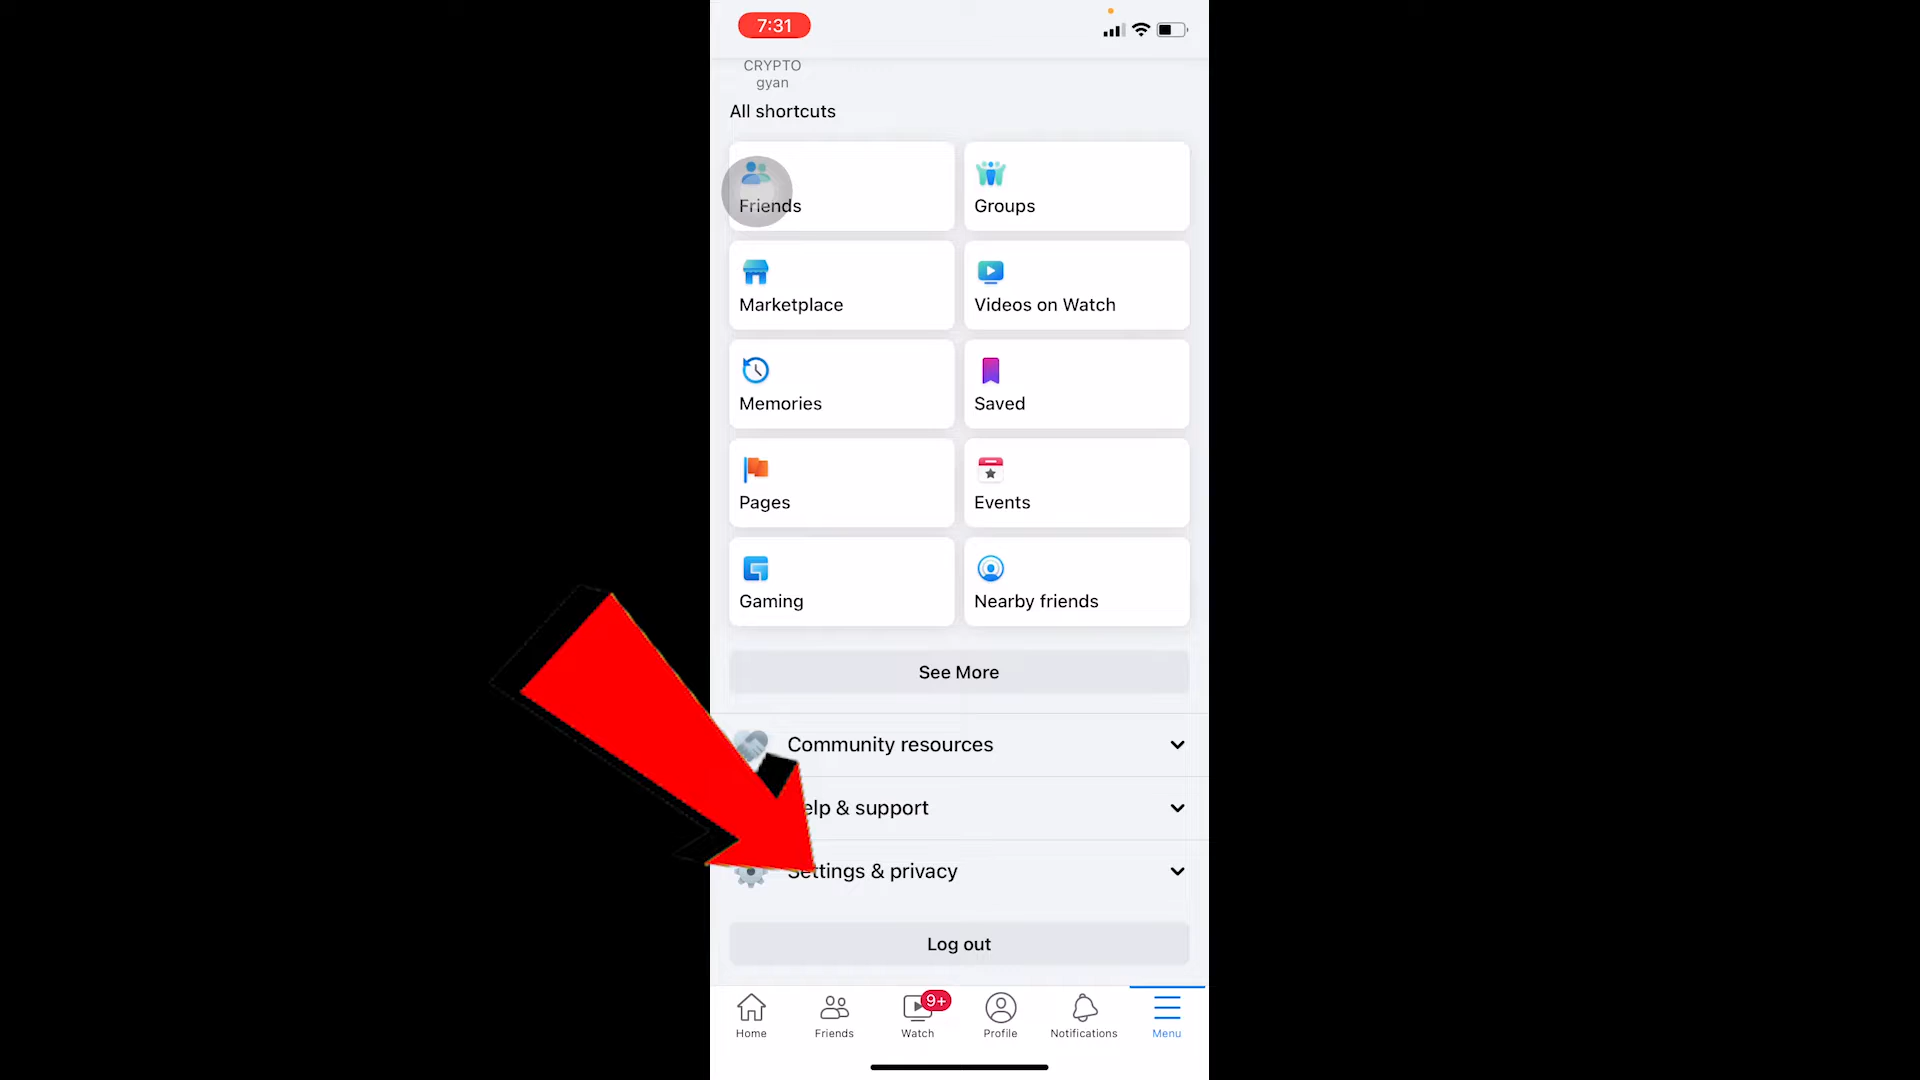 7:31
CRYPTO
gyan
All shortcuts
Friends
Groups
Marketplace
Videos on Watch
Memories
Saved
Pages
Events
Gaming
Nearby friends
See More
Community resources
elp & support
Settings & privacy
Log out
9+
Home
Friends
Watch
Profile
Notifications
Menu